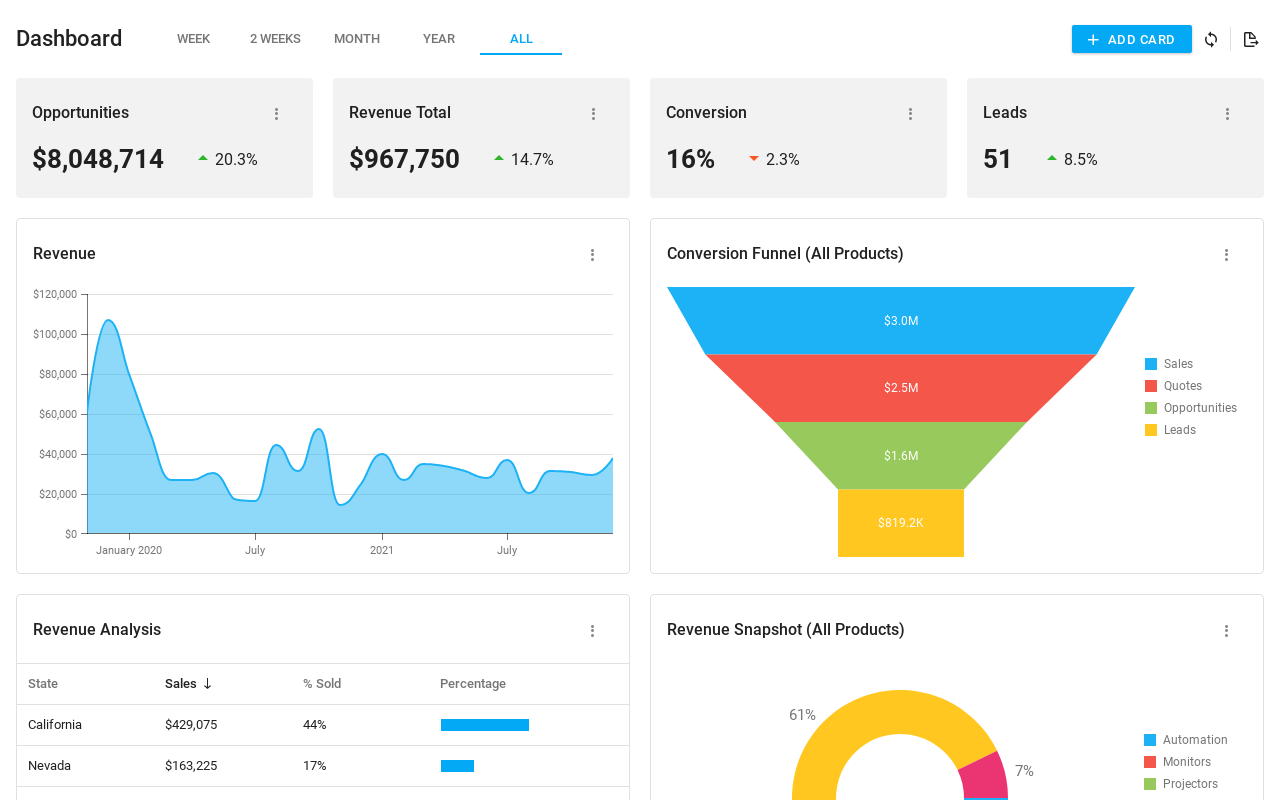 Dashboard WEEK 2 WEEKS MONTH YEAR ALL ADD CARD
Opportunities
$8,048,714 20.3%
Revenue Total
$967,750 14.7%
Conversion
16% 2.3%
Leads
51 8.5%
Revenue
$120,000
$100,000
$80,000
$60,000
$40,000
$20,000
$0
January 2020 July 2021 July
Conversion Funnel (All Products)
$3.0M
$2.5M
$1.6M
$819.2K
Sales
Quotes
Opportunities
Leads
Revenue Analysis
State Sales % Sold Percentage
California $429,075 44%
Nevada $163,225 17%
Revenue Snapshot (All Products)
61%
7%
Automation
Monitors
Projectors